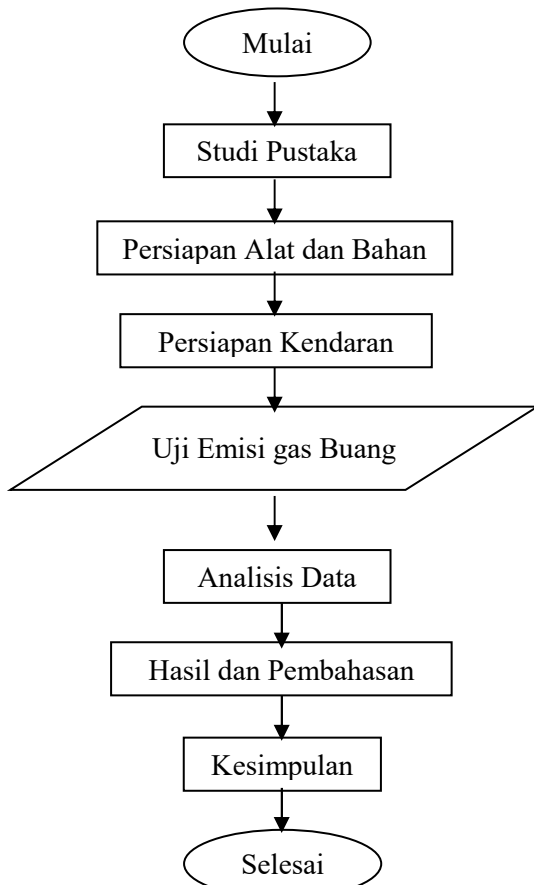 Mulai
Studi Pustaka
Persiapan Alat dan Bahan
Persiapan Kendaran
Uji Emisi gas Buang
Analisis Data
Hasil dan Pembahasan
Kesimpulan
Selesai